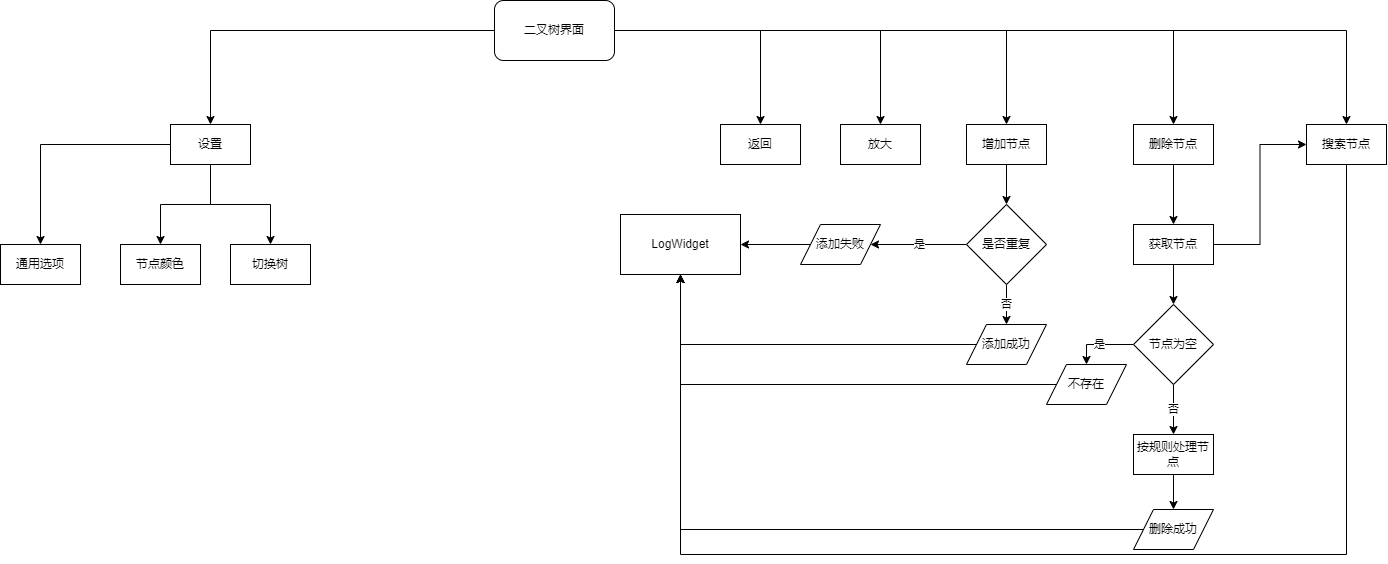 二叉树界面
设置
返回
放大
增加节点
删除节点
搜索节点
LogWidget
添加失败
是
是否重复
获取节点
通用选项
节点颜色
切换树
否
添加成功
是
节点为空
不存在
否
按规则处理节
点
删除成功